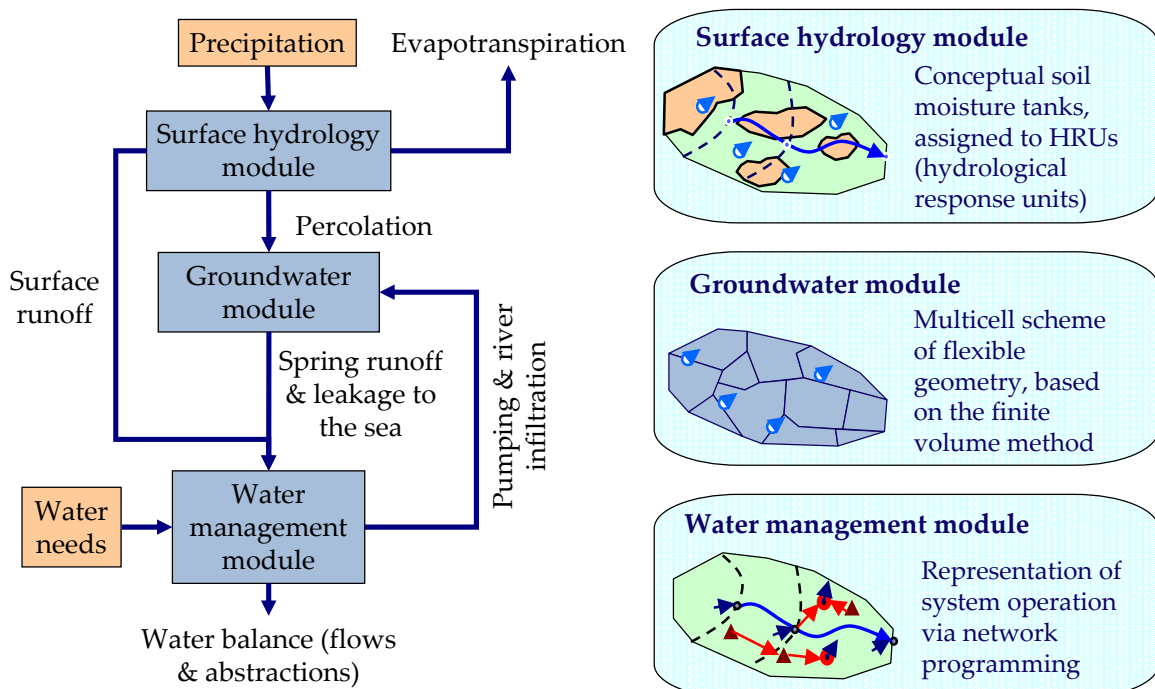 Precipitation
Evapotranspiration
Surface hydrology
module
Percolation
Surface
runoff
Groundwater
module
Spring runoff
& leakage to
the sea
Pumping & river
infiltration
Water
needs
Water
management
module
Water balance (flows
& abstractions)
Surface hydrology module
Conceptual soil
moisture tanks,
assigned to HRUs
(hydrological
response units)
Groundwater module
Multicell scheme
of flexible
geometry, based
on the finite
volume method
Water management module
Representation of
system operation
via network
programming